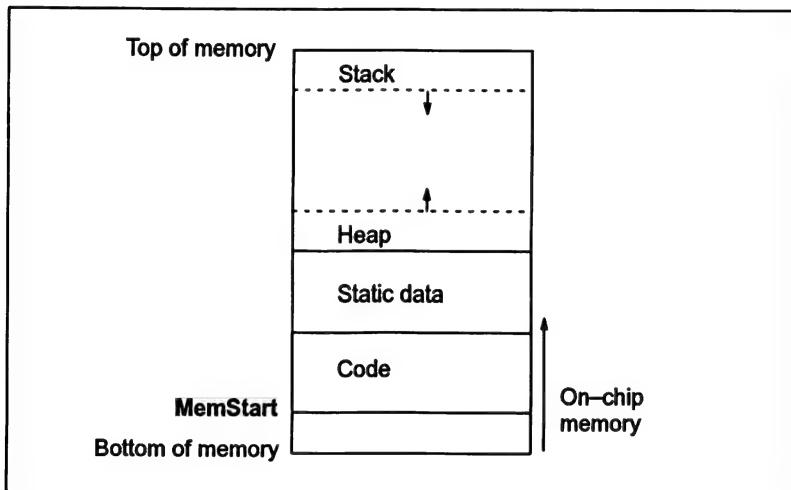 Top of memory
Stack
Heap
Static data
Code
MemStart
On–chip
memory
Bottom of memory